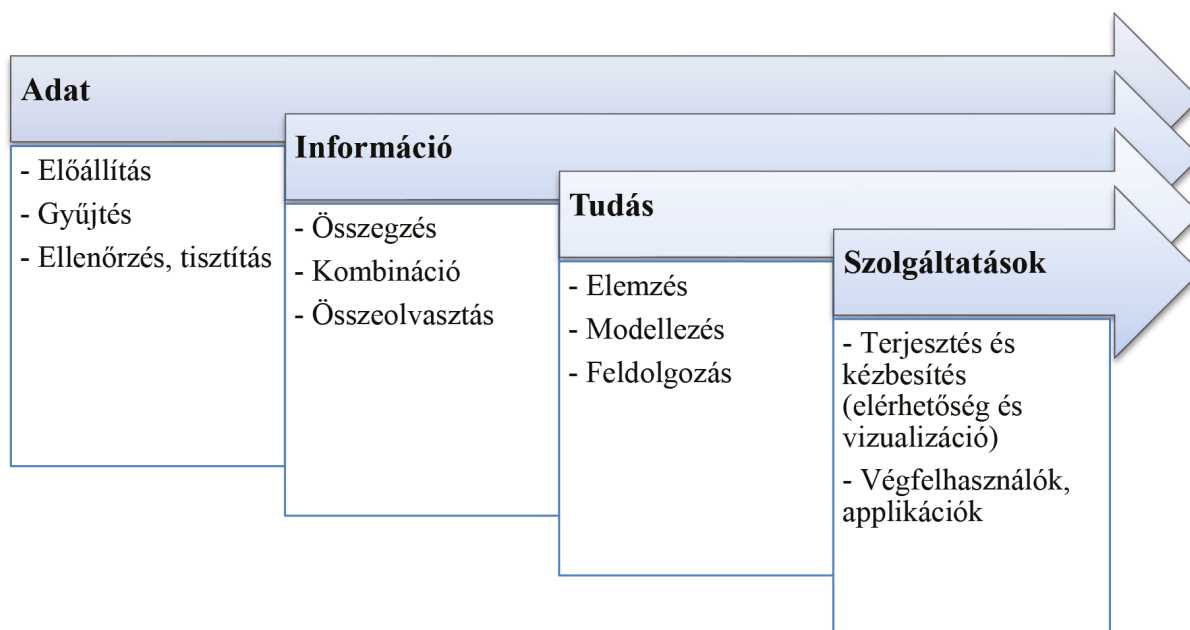 Adat
- Előállítás
- Gyűjtés
- Ellenőrzés, tisztítás
Információ
- Összegzés
- Kombináció
- Összeolvasztás
Tudás
- Elemzés
- Modellezés
- Feldolgozás
Szolgáltatások
- Terjesztés és
kézbesítés
(elérhetőség és
vizualizáció)
- Végfelhasználók,
applikációk